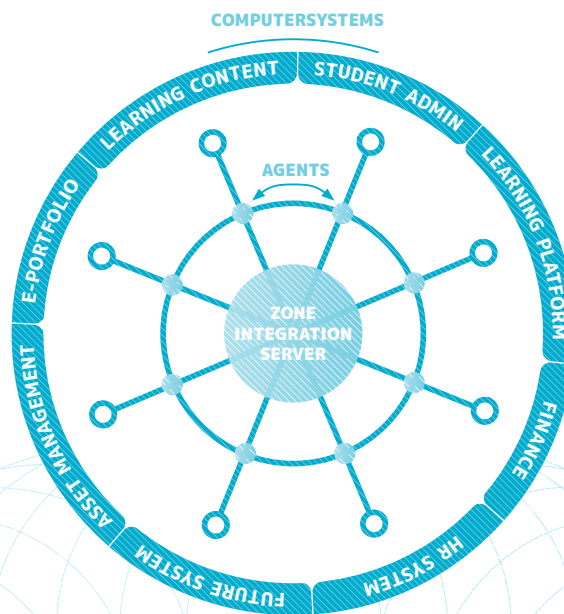 COMPUTERSYSTEMS
LEARNING CONTENT
STUDENT ADMIN
LEARNING PLATFORM
FINANCE
HR SYSTEM
FUTURE SYSTEM
ASSET MANAGEMENT
E-PORTFOLIO
AGENTS
ZONE
INTEGRATION
SERVER